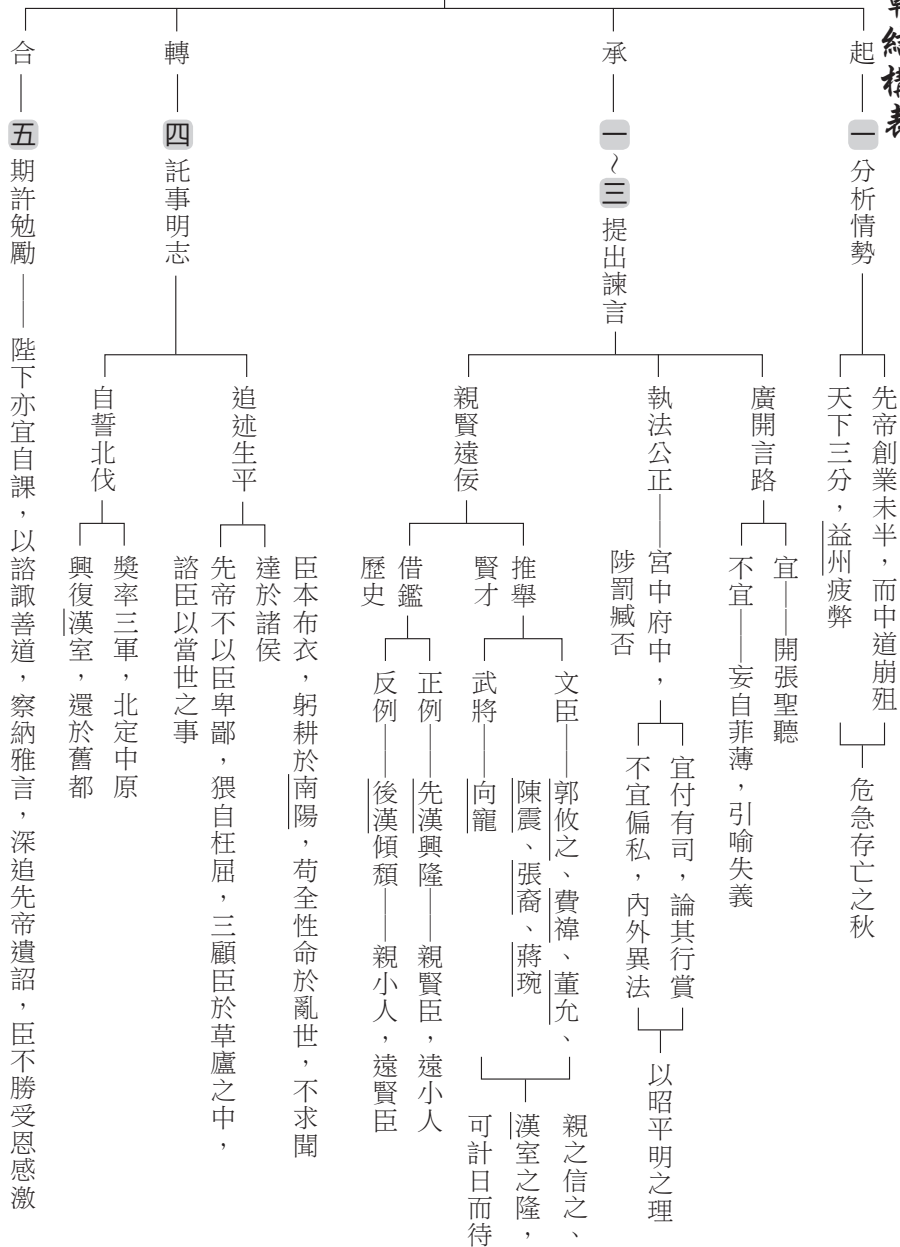 章結構表
起
一 分析情勢
先帝創業未半,而中道崩殂
天下三分,益州疲弊
危急存亡之秋
承
一~三 提出諫言
廣開言路
宜
開張聖聽
不宜
妄自菲薄,引喻失義
執法公正
宮中府中,
陟罰臧否
宜付有司,論其行賞
不宜偏私,內外異法
以昭平明之理
親賢遠佞
推舉
賢才
文臣
郭攸之、費禕、董允、
陳震、張裔、蔣琬
武將
向寵
親之信之、
漢室之隆,
可計日而待
借鑑
歷史
正例
先漢興隆
親賢臣,遠小人
反例
後漢傾頹
親小人,遠賢臣
轉
四 託事明志
追述生平
臣本布衣,躬耕於南陽,苟全性命於亂世,不求聞
達於諸侯
先帝不以臣卑鄙,猥自枉屈,三顧臣於草廬之中,
諮臣以當世之事
自誓北伐
獎率三軍,北定中原
興復漢室,還於舊都
合
五 期許勉勵
陛下亦宜自課,以諮諏善道,察納雅言,深追先帝遺詔,臣不勝受恩感激